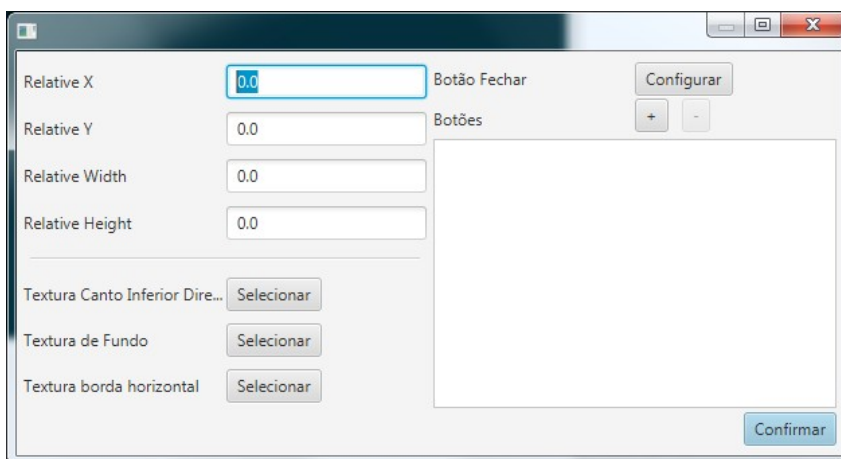 Relative X 0.0
Relative Y 0.0
Relative Width 0.0
Relative Height 0.0
Textura Canto Inferior Dire... Selecionar
Textura de Fundo Selecionar
Textura borda horizontal Selecionar
Botão Fechar Configurar
Botões + -
Confirmar